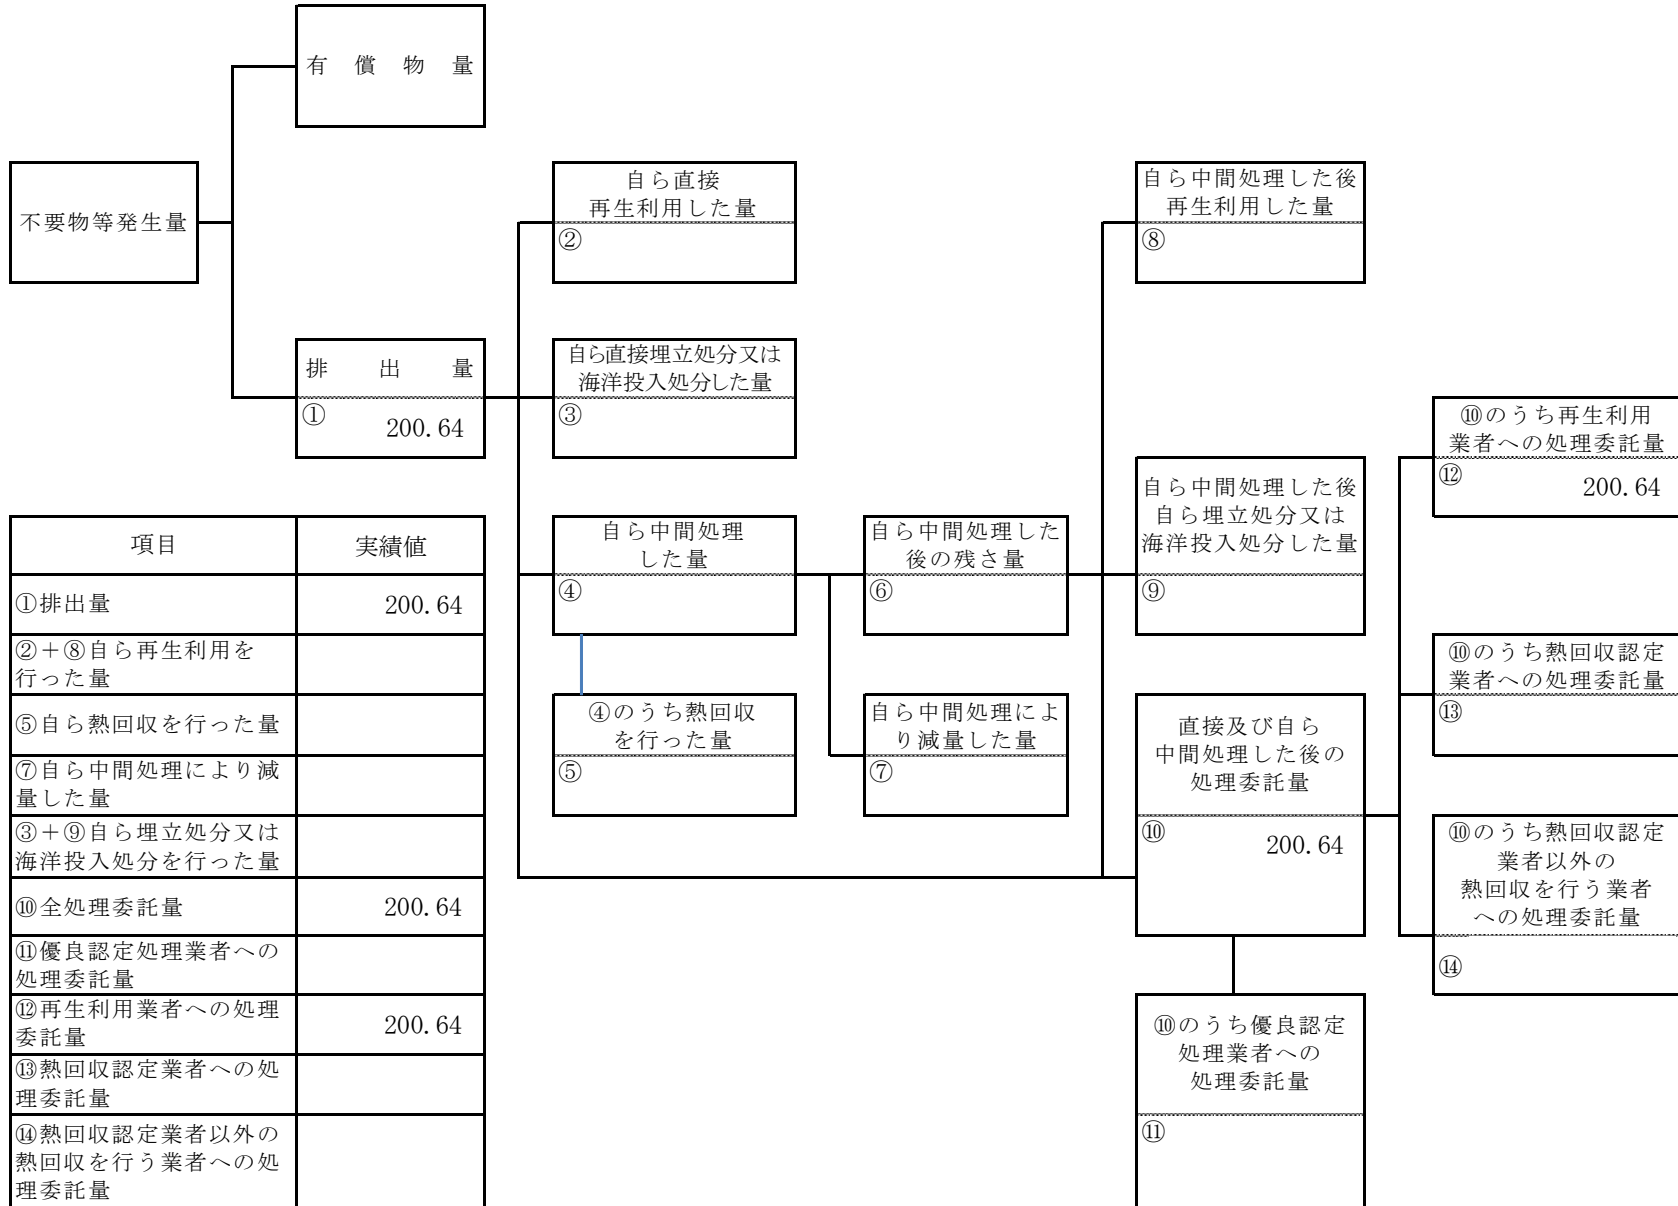 有償物量
不要物等発生量
排出量
① 200.64
自ら直接
再生利用した量
②
自ら直接埋立処分又は
海洋投入処分した量
③
自ら中間処理
した量
④
④のうち熱回収
を行った量
⑤
自ら中間処理した
後の残さ量
⑥
自ら中間処理によ
り減量した量
⑦
自ら中間処理した後
再生利用した量
⑧
自ら中間処理した後
自ら埋立処分又は
海洋投入処分した量
⑨
直接及び自ら
中間処理した後の
処理委託量
⑩ 200.64
⑩のうち優良認定
処理業者への
処理委託量
⑪
⑩のうち再生利用
業者への処理委託量
⑫ 200.64
⑩のうち熱回収認定
業者への処理委託量
⑬
⑩のうち熱回収認定
業者以外の
熱回収を行う業者
への処理委託量
⑭
項目 実績値
①排出量 200.64
②＋⑧自ら再生利用を
行った量
⑤自ら熱回収を行った量
⑦自ら中間処理により減
量した量
③＋⑨自ら埋立処分又は
海洋投入処分を行った量
⑩全処理委託量 200.64
⑪優良認定処理業者への
処理委託量
⑫再生利用業者への処理
委託量 200.64
⑬熱回収認定業者への処
理委託量
⑭熱回収認定業者以外の
熱回収を行う業者への処
理委託量